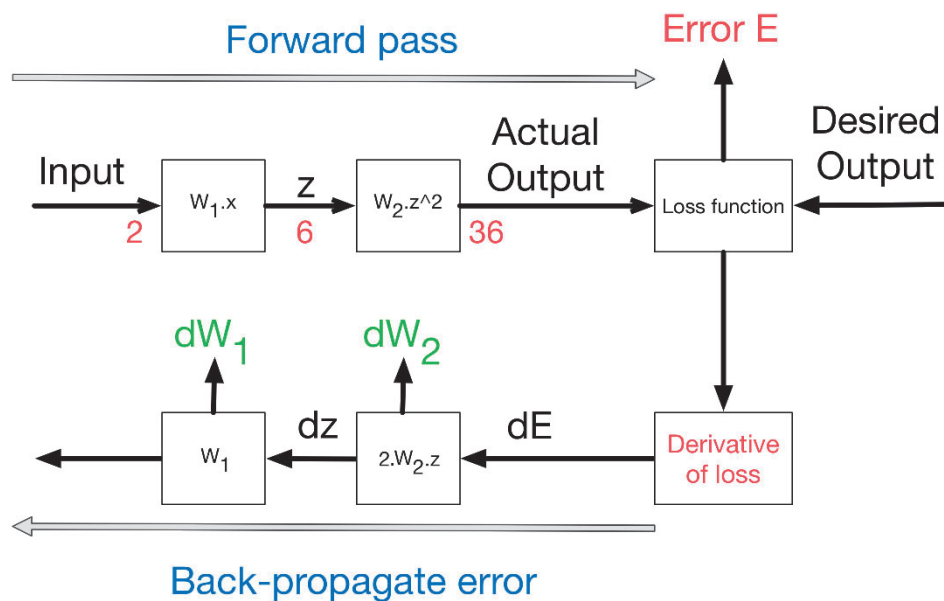 Forward pass
Error E
Input
z
Actual
Output
Desired
Output
W₁.x
W₂.z^2
Loss function
2
6
36
dW₁
dW₂
dz
dE
W₁
2.W₂.z
Derivative
of loss
Back-propagate error